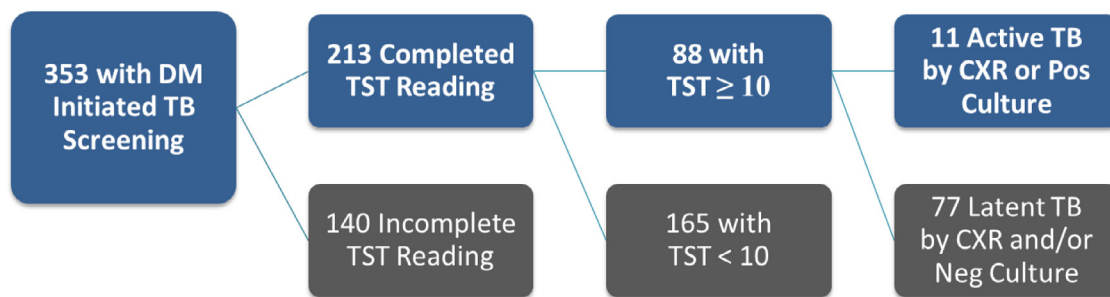 353 with DM
Initiated TB
Screening
213 Completed
TST Reading
140 Incomplete
TST Reading
88 with
TST ≥ 10
165 with
TST < 10
11 Active TB
by CXR or Pos
Culture
77 Latent TB
by CXR and/or
Neg Culture